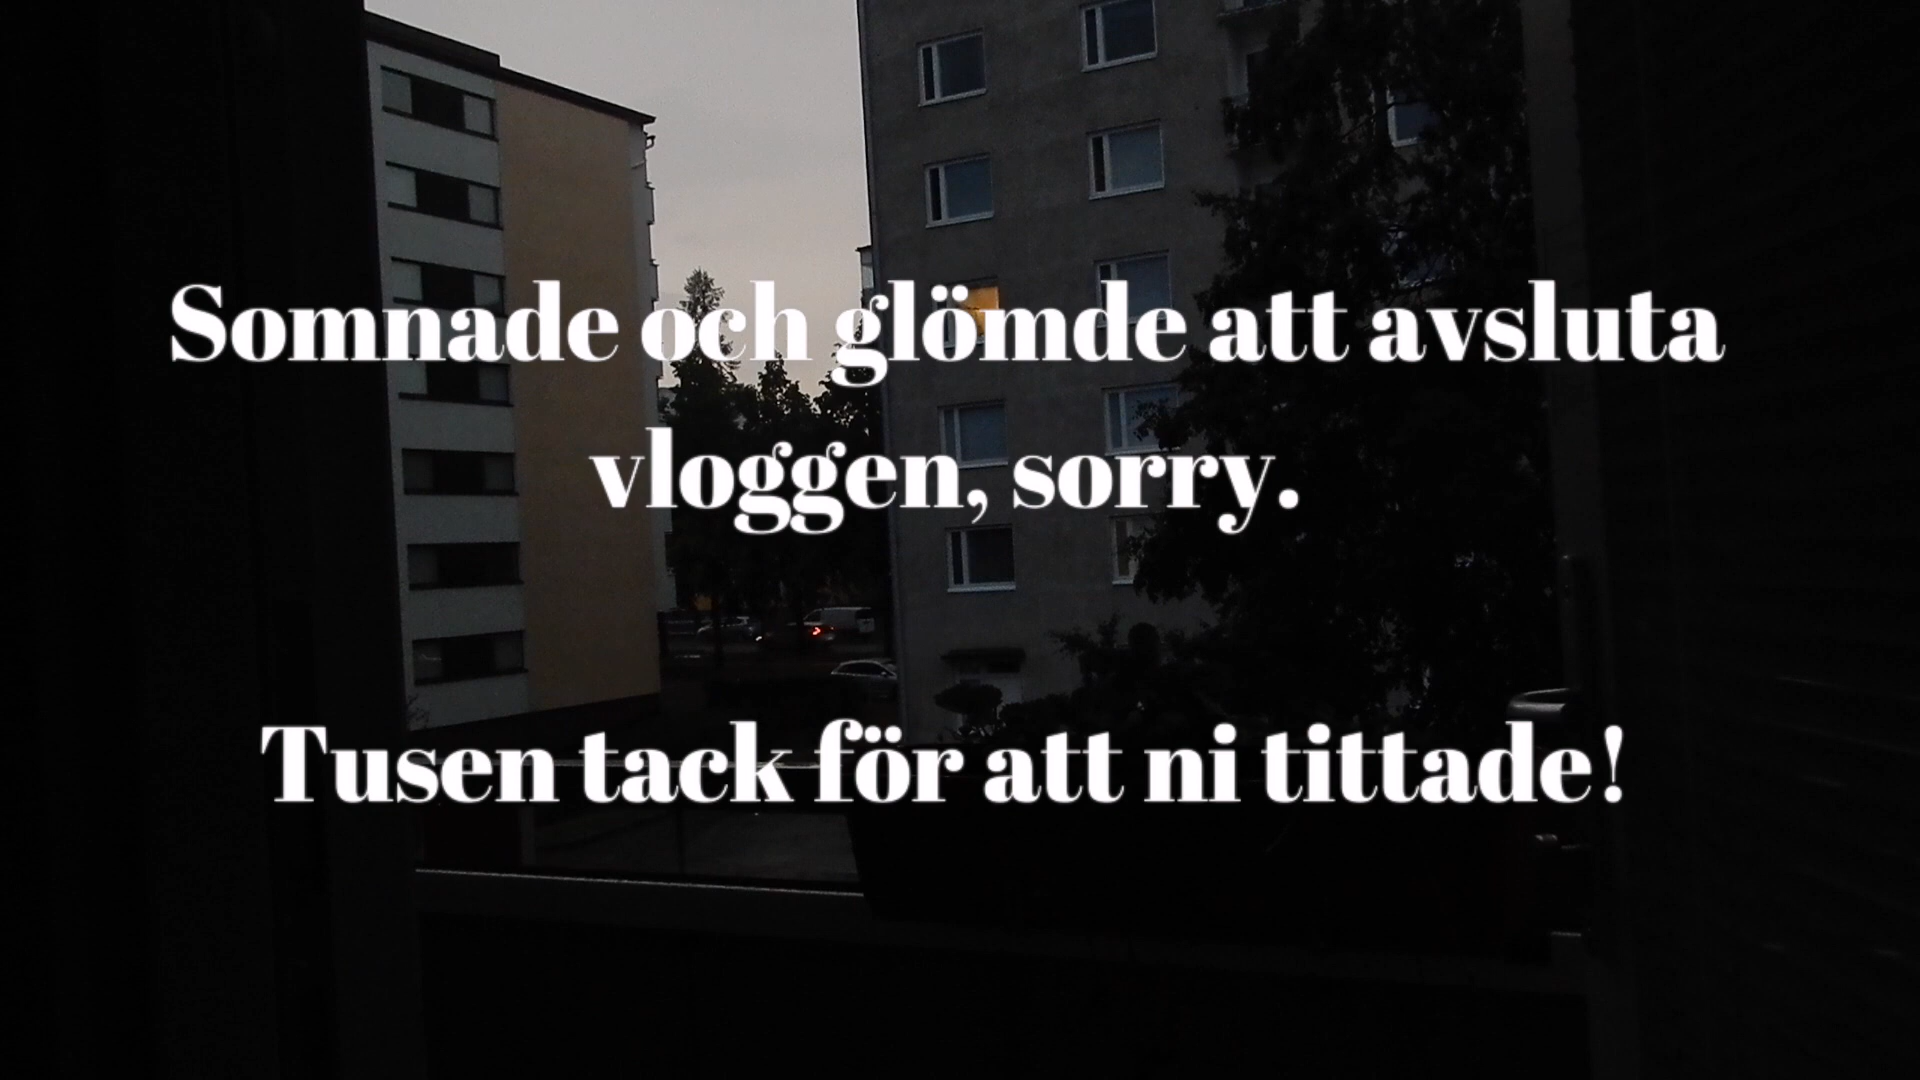 Somnade och glömde att avsluta
vloggen, sorry.
Tusen tack för att ni tittade!